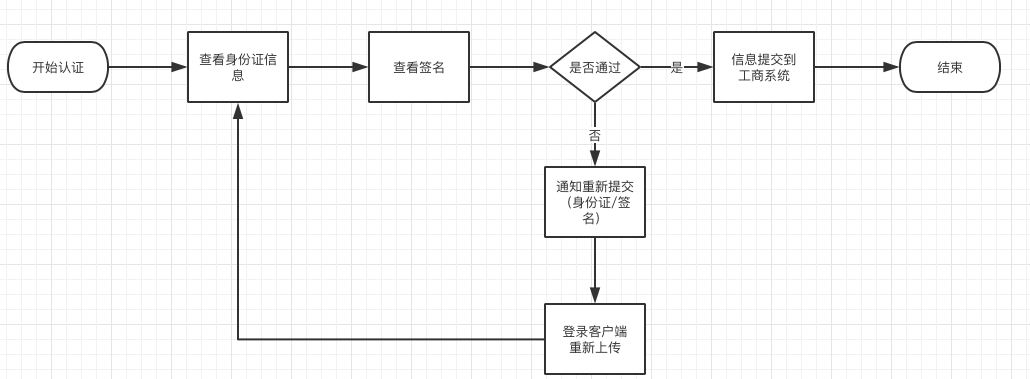 开始认证
查看身份证信
息
查看签名
是否通过
是
信息提交到
工商系统
结束
否
通知重新提交
（身份证/签
名）
登录客户端
重新上传